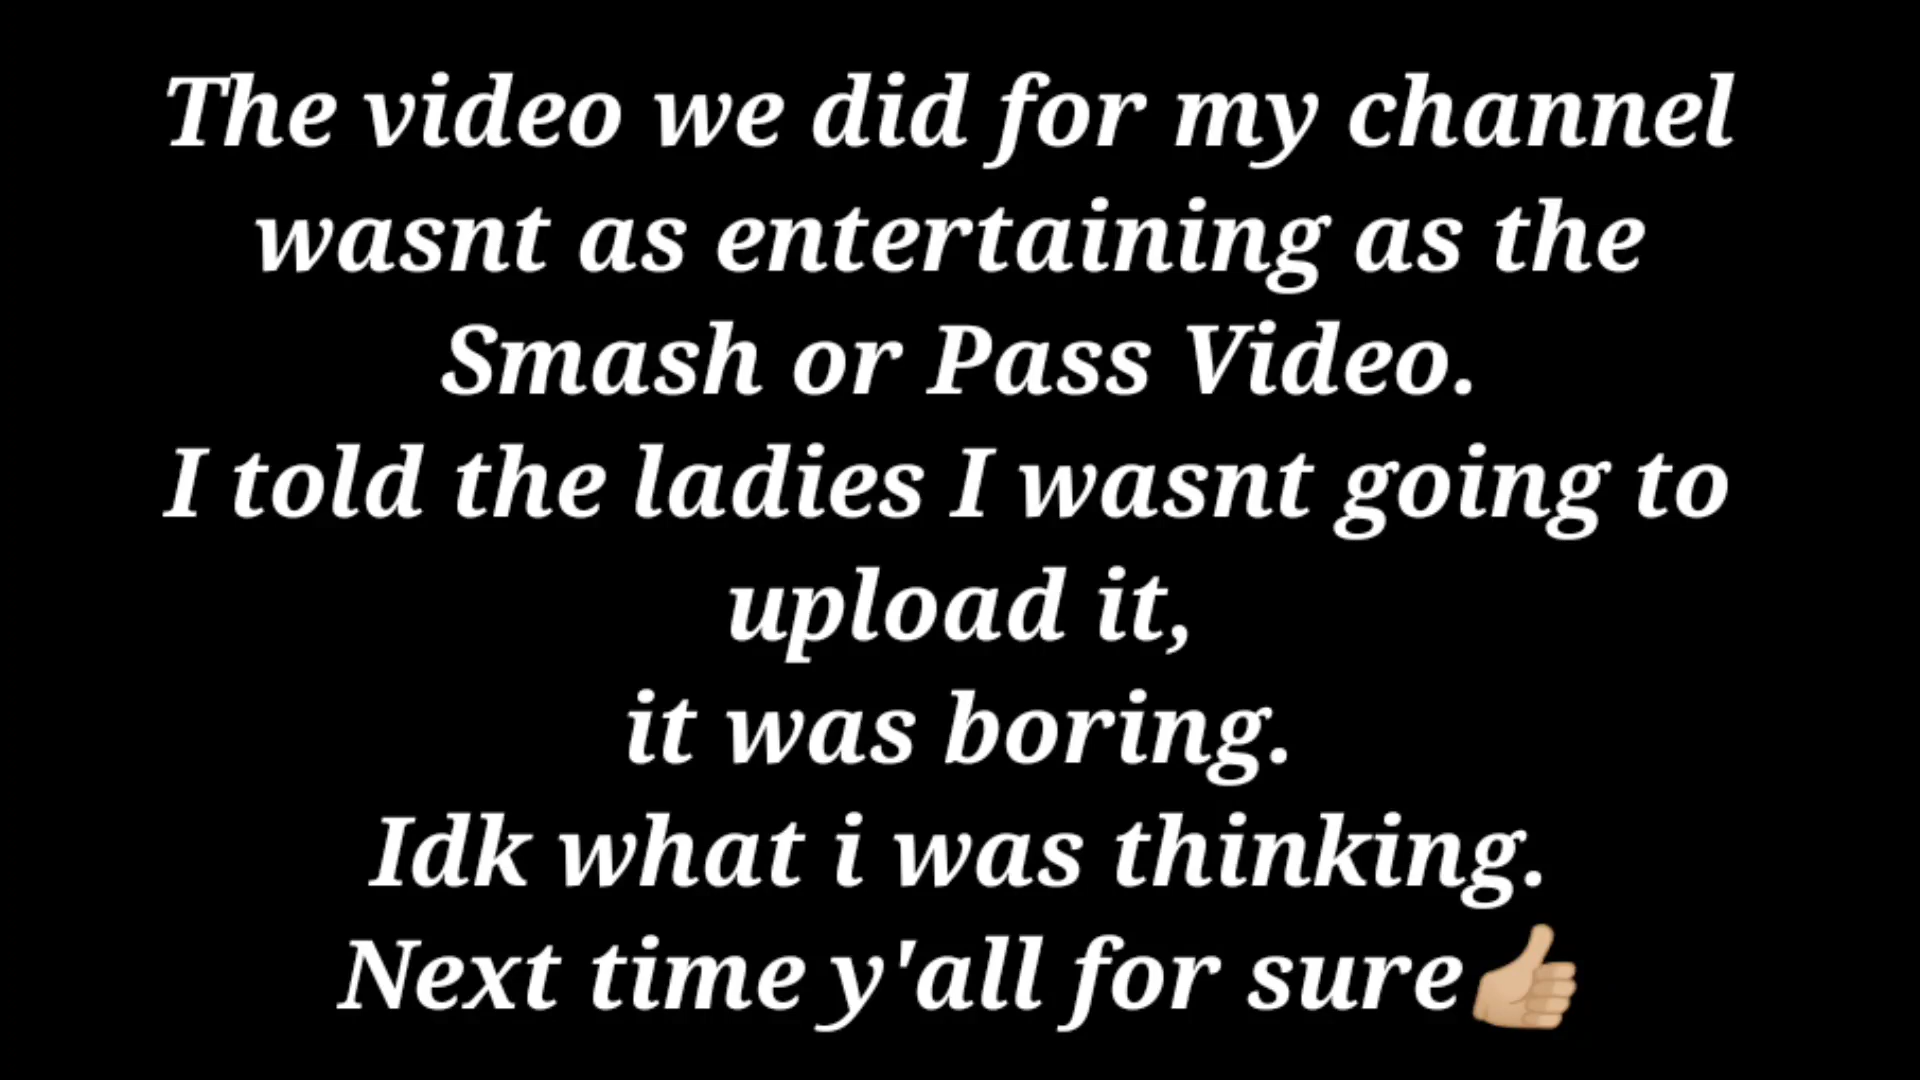 The video we did for my channel
wasnt as entertaining as the
Smash or Pass Video.
I told the ladies I wasnt going to
upload it,
it was boring.
Idk what i was thinking.
Next time y'all for sure👍🏼